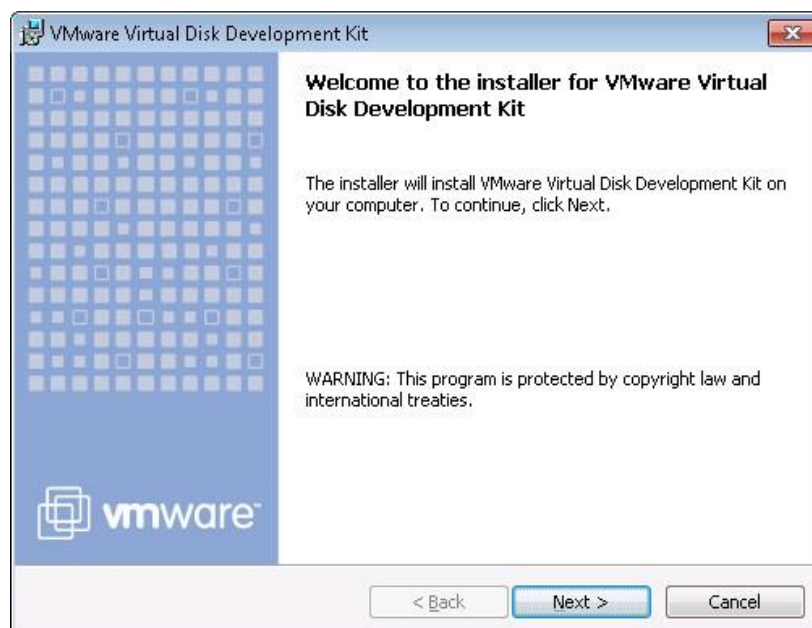 VMware Virtual Disk Development Kit
Welcome to the installer for VMware Virtual
Disk Development Kit
The installer will install VMware Virtual Disk Development Kit on
your computer. To continue, click Next.
WARNING: This program is protected by copyright law and
international treaties.
vmware™
< Back
Next >
Cancel